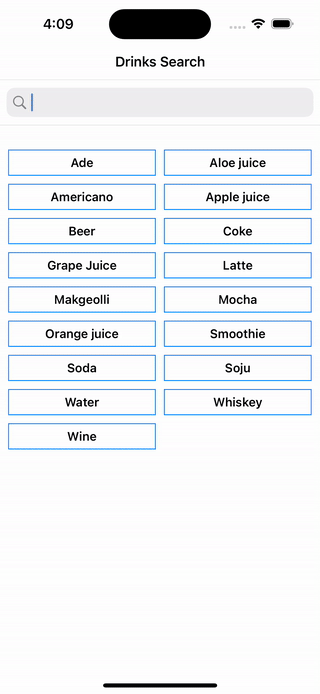 4:09
Drinks Search
Ade Aloe juice
Americano Apple juice
Beer Coke
Grape Juice Latte
Makgeolli Mocha
Orange juice Smoothie
Soda Soju
Water Whiskey
Wine